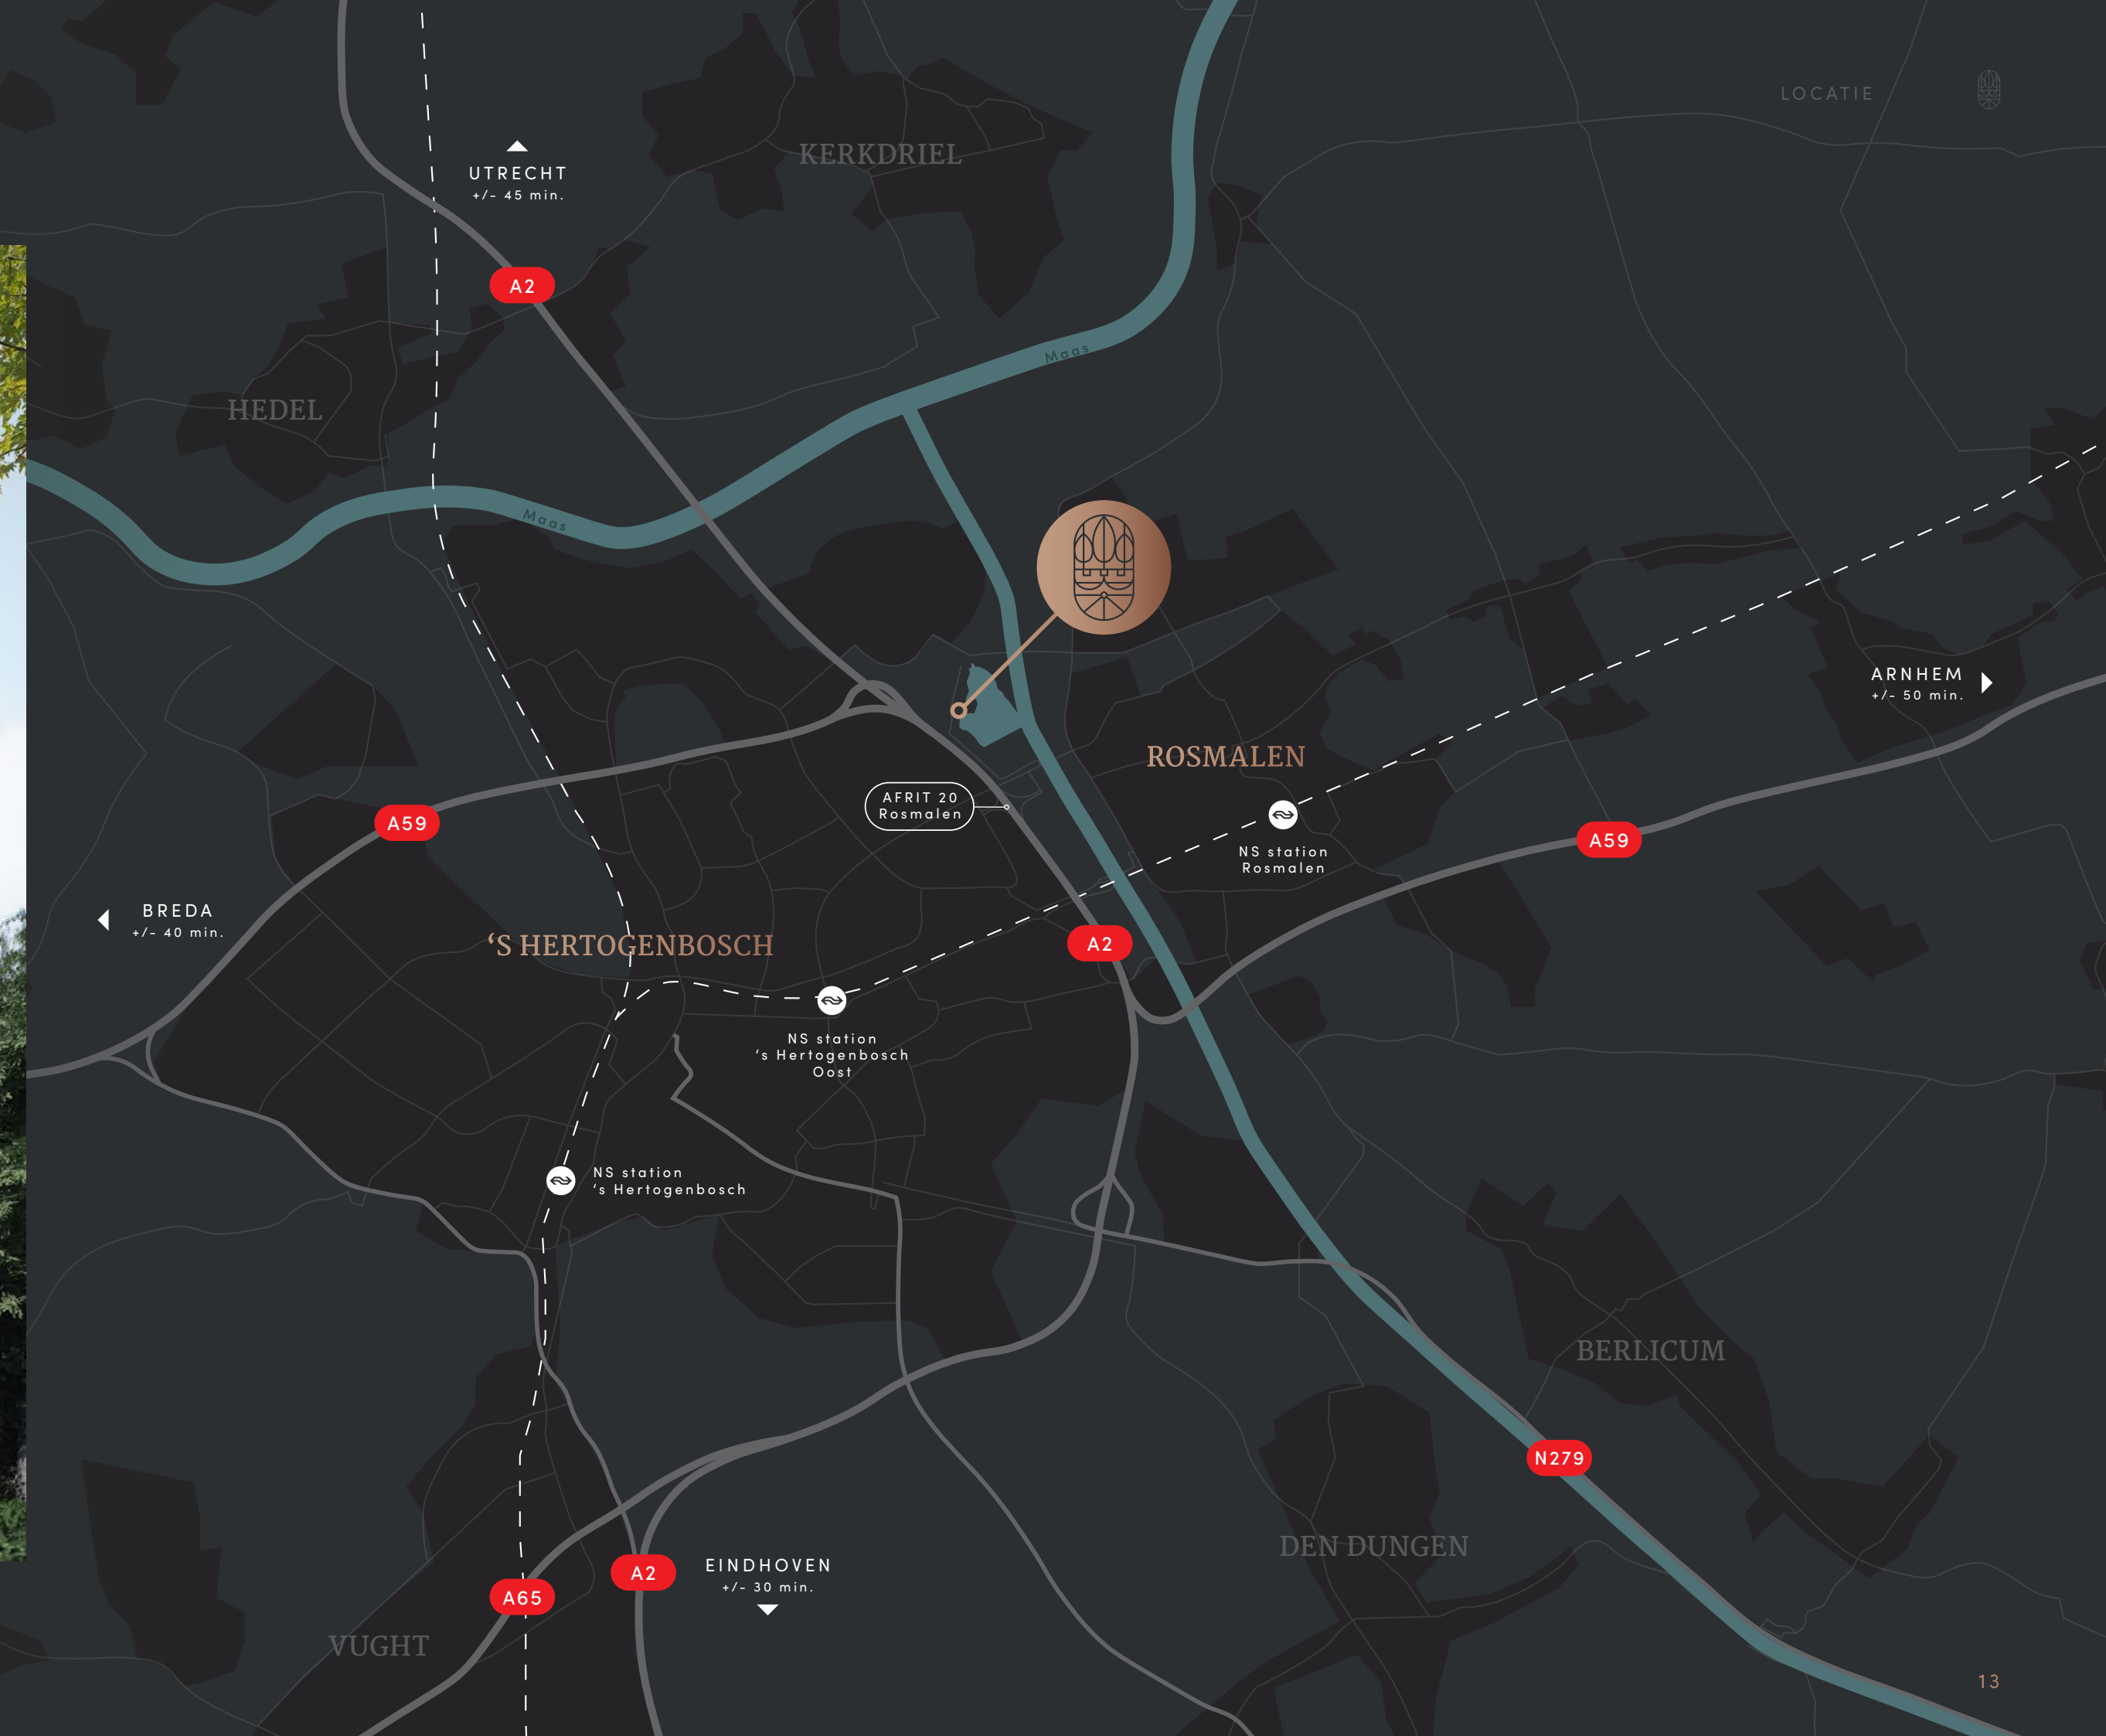 LOCATIE
KERKDRIEL
UTRECHT
+/- 45 min.
A2
Maas
HEDEL
Maas
ARNHEM
+/- 50 min.
ROSMALEN
AFRIT 20
Rosmalen
A59
NS station
Rosmalen
A59
BREDA
+/- 40 min.
‘S HERTOGENBOSCH
A2
NS station
‘s Hertogenbosch
Oost
NS station
‘s Hertogenbosch
BERLICUM
N279
DEN DUNGEN
EINDHOVEN
+/- 30 min.
A2
A65
VUGHT
13